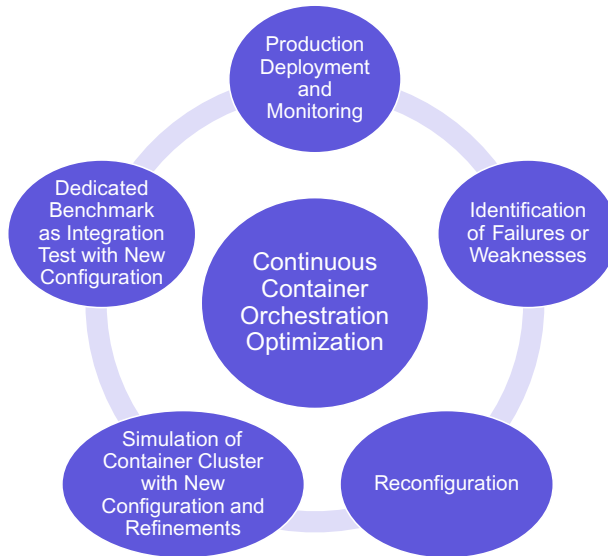 Production
Deployment
and
Monitoring
Identification
of Failures or
Weaknesses
Reconfiguration
Simulation of
Container Cluster
with New
Configuration and
Refinements
Dedicated
Benchmark
as Integration
Test with New
Configuration
Continuous
Container
Orchestration
Optimization